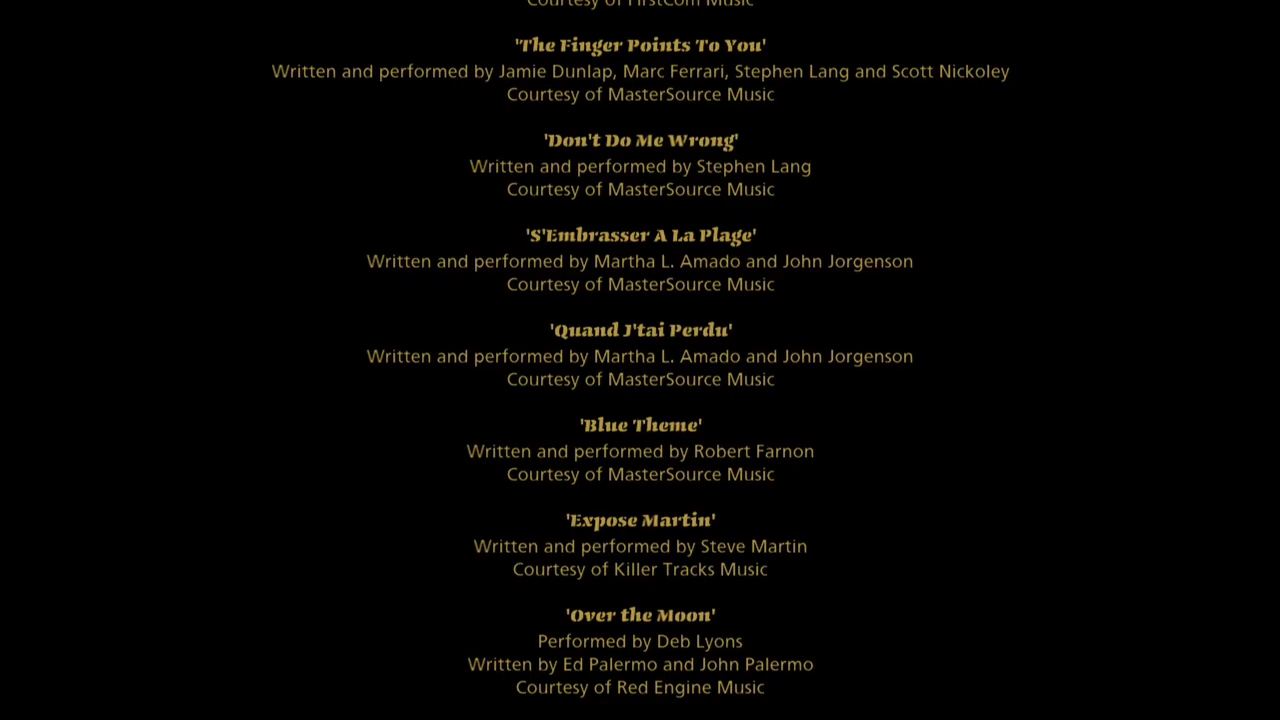 Courtesy of FirstCom Music
'The Finger Points To You'
Written and performed by Jamie Dunlap, Marc Ferrari, Stephen Lang and Scott Nickoley
Courtesy of MasterSource Music
'Don't Do Me Wrong'
Written and performed by Stephen Lang
Courtesy of MasterSource Music
'S'Embrasser A La Plage'
Written and performed by Martha L. Amado and John Jorgenson
Courtesy of MasterSource Music
'Quand J'tai Perdu'
Written and performed by Martha L. Amado and John Jorgenson
Courtesy of MasterSource Music
'Blue Theme'
Written and performed by Robert Farnon
Courtesy of MasterSource Music
'Expose Martin'
Written and performed by Steve Martin
Courtesy of Killer Tracks Music
'Over the Moon'
Performed by Deb Lyons
Written by Ed Palermo and John Palermo
Courtesy of Red Engine Music